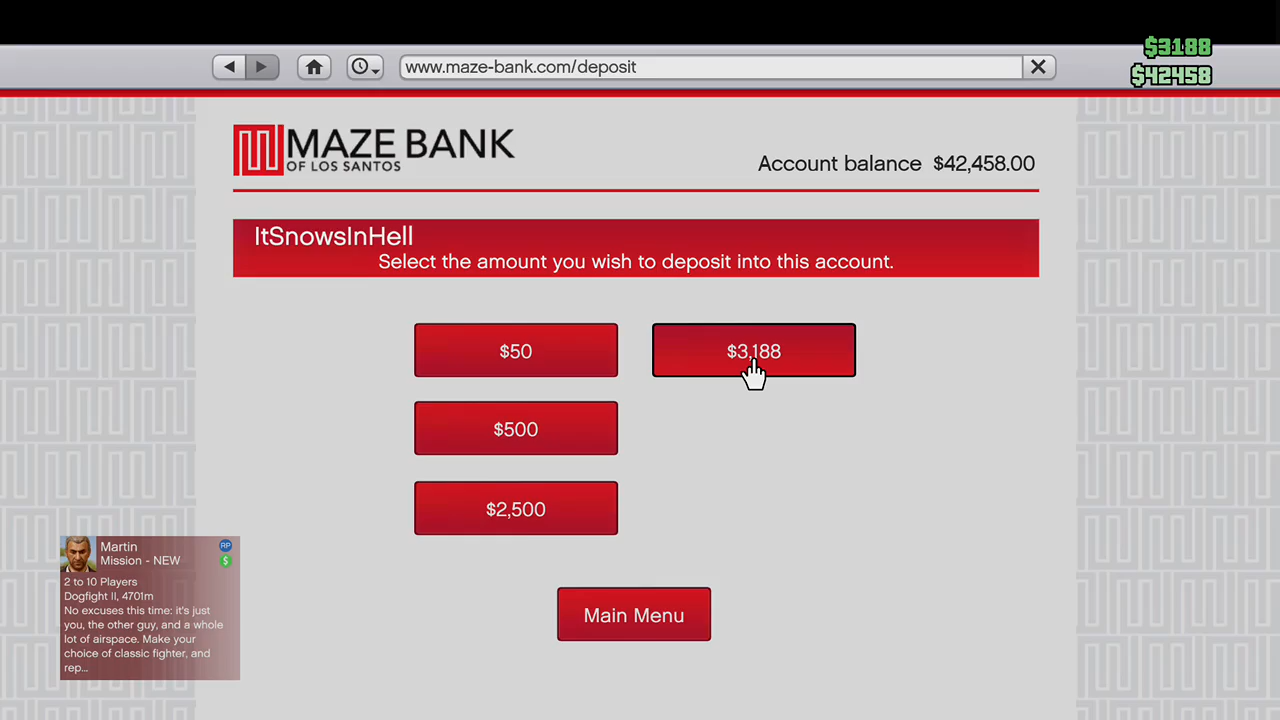 $3188
www.maze-bank.com/deposit
$42458
MAZE BANK
OF LOS SANTOS
Account balance $42,458.00
ItSnowsInHell
Select the amount you wish to deposit into this account.
$50
$3,188
$500
$2,500
Main Menu
Martin
RP
Mission - NEW
$
2 to 10 Players
Dogfight II, 4701m
No excuses this time: it's just
you, the other guy, and a whole
lot of airspace. Make your
choice of classic fighter, and
rep...